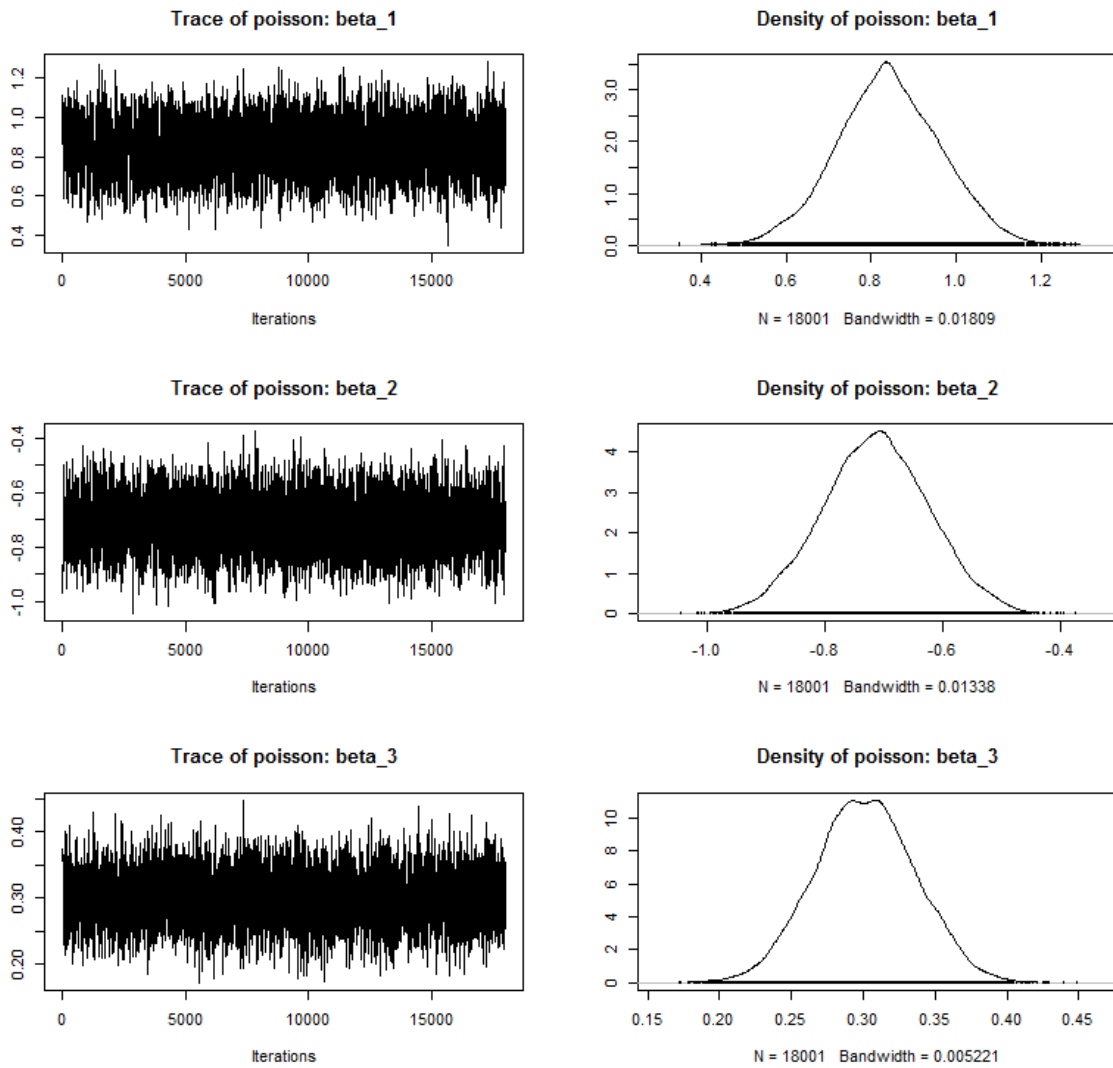 Trace of poisson: beta_1
1.2
1.0
0.8
0.6
0.4
0 5000 10000 15000
Iterations
Density of poisson: beta_1
3.0
2.0
1.0
0.0
0.4 0.6 0.8 1.0 1.2
N = 18001 Bandwidth = 0.01809
Trace of poisson: beta_2
-0.4
-0.6
-0.8
-1.0
0 5000 10000 15000
Iterations
Density of poisson: beta_2
4
3
2
1
0
-1.0 -0.8 -0.6 -0.4
N = 18001 Bandwidth = 0.01338
Trace of poisson: beta_3
0.40
0.30
0.20
0 5000 10000 15000
Iterations
Density of poisson: beta_3
10
8
6
4
2
0
0.15 0.20 0.25 0.30 0.35 0.40 0.45
N = 18001 Bandwidth = 0.005221